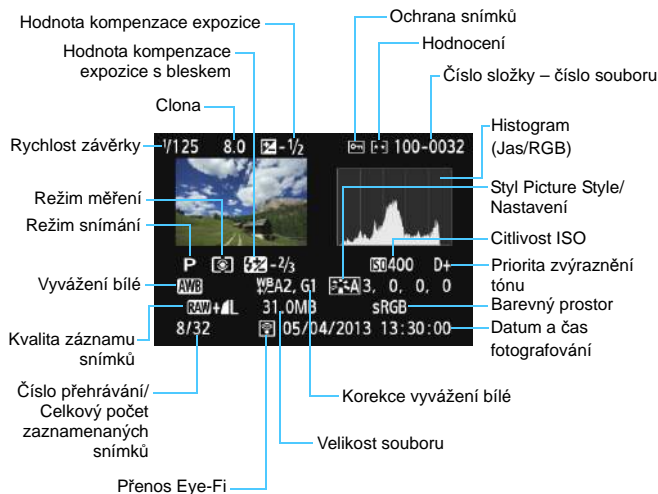 Hodnota kompenzace expozice
Ochrana snímků
Hodnota kompenzace
expozice s bleskem
Hodnocení
Číslo složky – číslo souboru
Clona
Histogram
(Jas/RGB)
Rychlost závěrky
1/125 8.0 -1/2 100-0032
Režim měření
Styl Picture Style/
Nastavení
Režim snímání
Citlivost ISO
P -2/3 ISO 400 D+
Priorita zvýraznění
tónu
Vyvážení bílé
AWB WB A2, G1 A 3, 0, 0, 0
RAW+L 31.0MB sRGB
Barevný prostor
8/32 05/04/2013 13:30:00
Datum a čas
fotografování
Kvalita záznamu
snímků
Číslo přehrávání/
Celkový počet
zaznamenaných
snímků
Korekce vyvážení bílé
Velikost souboru
Přenos Eye-Fi